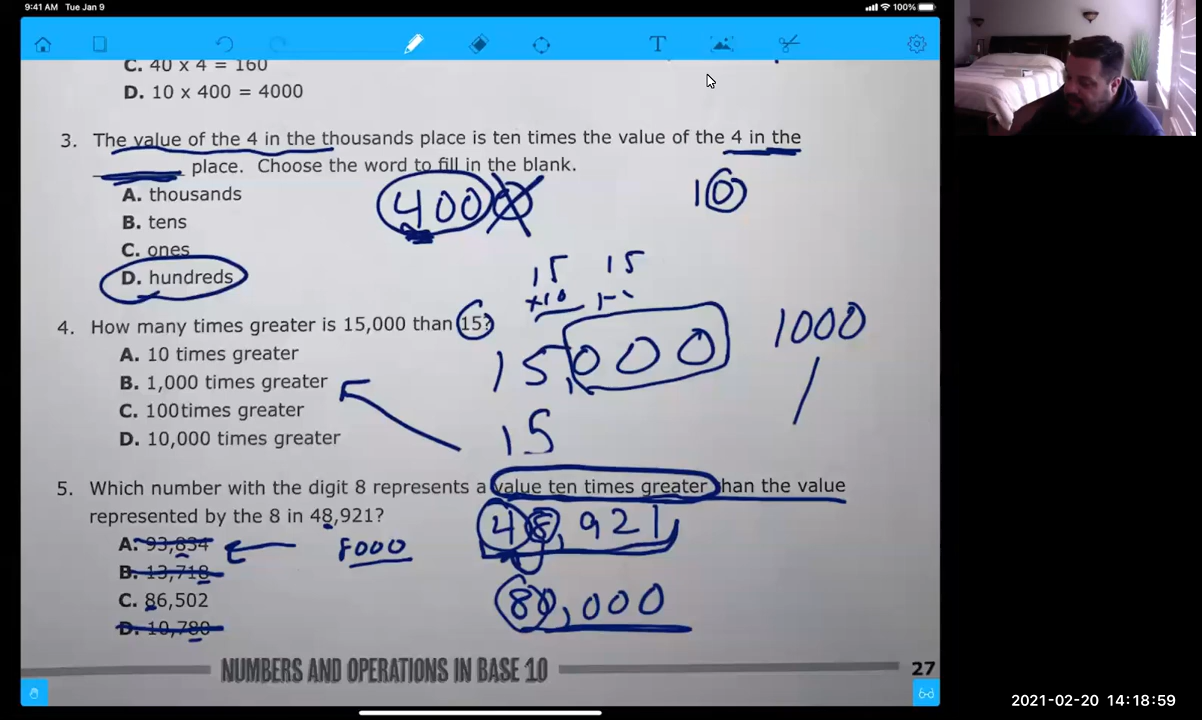 9:41 AM Tue Jan 9
100%
C. 40 x 4 = 160
D. 10 x 400 = 4000
3. The value of the 4 in the thousands place is ten times the value of the 4 in the
______ place. Choose the word to fill in the blank.
A. thousands
4000
10
B. tens
C. ones
D. hundreds
15 15
x10
4. How many times greater is 15,000 than 15?
A. 10 times greater
15,000
1000
B. 1,000 times greater
C. 100times greater
15
D. 10,000 times greater
5. Which number with the digit 8 represents a value ten times greater than the value
represented by the 8 in 48,921?
48,921
A. 93,834
8000
B. 13,718
C. 86,502
80,000
D. 10,780
NUMBERS AND OPERATIONS IN BASE 10
27
2021-02-20 14:18:59